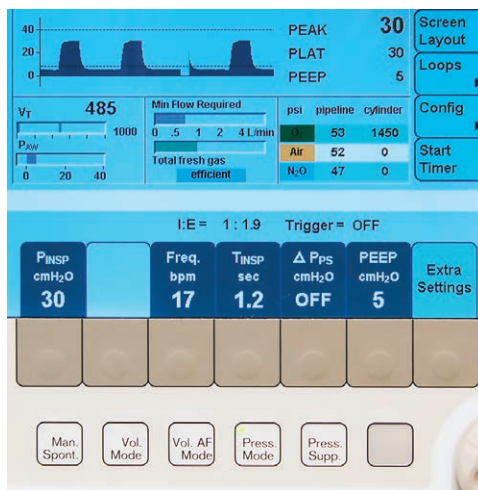 40
20
0
PEAK 30
PLAT 30
PEEP 5
Screen
Layout
Loops
Config
Start
Timer
VT 485
1000
PAW
0 20 40
Min Flow Required
0 .5 1 2 4 L/min
Total fresh gas
efficient
psi pipeline cylinder
O2 53 1450
Air 52 0
N2O 47 0
I:E = 1 : 1.9 Trigger = OFF
PINSP
cmH2O
30
Freq.
bpm
17
TINSP
sec
1.2
Δ PPS
cmH2O
OFF
PEEP
cmH2O
5
Extra
Settings
Man.
Spont.
Vol.
Mode
Vol. AF
Mode
Press.
Mode
Press.
Supp.